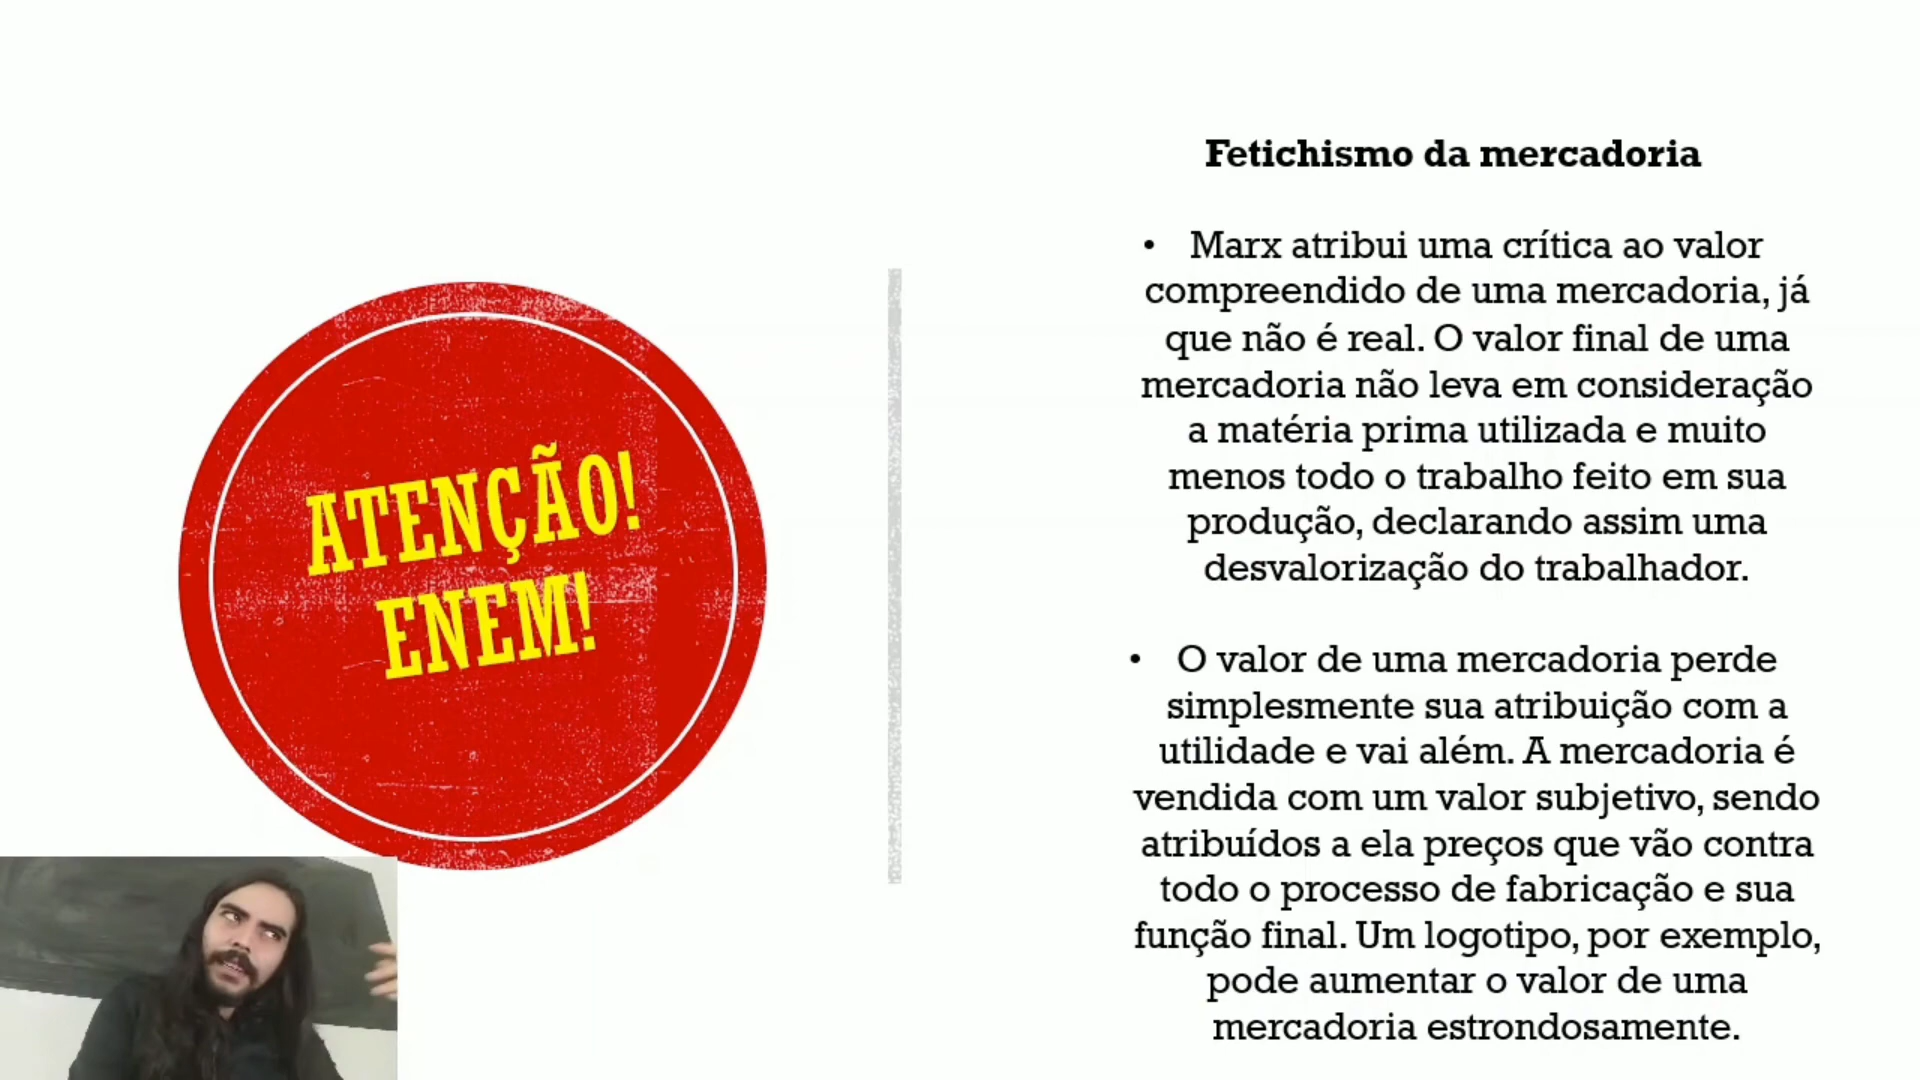 ATENÇÃO!
ENEM!
Fetichismo da mercadoria
• Marx atribui uma crítica ao valor
compreendido de uma mercadoria, já
que não é real. O valor final de uma
mercadoria não leva em consideração
a matéria prima utilizada e muito
menos todo o trabalho feito em sua
produção, declarando assim uma
desvalorização do trabalhador.
• O valor de uma mercadoria perde
simplesmente sua atribuição com a
utilidade e vai além. A mercadoria é
vendida com um valor subjetivo, sendo
atribuídos a ela preços que vão contra
todo o processo de fabricação e sua
função final. Um logotipo, por exemplo,
pode aumentar o valor de uma
mercadoria estrondosamente.